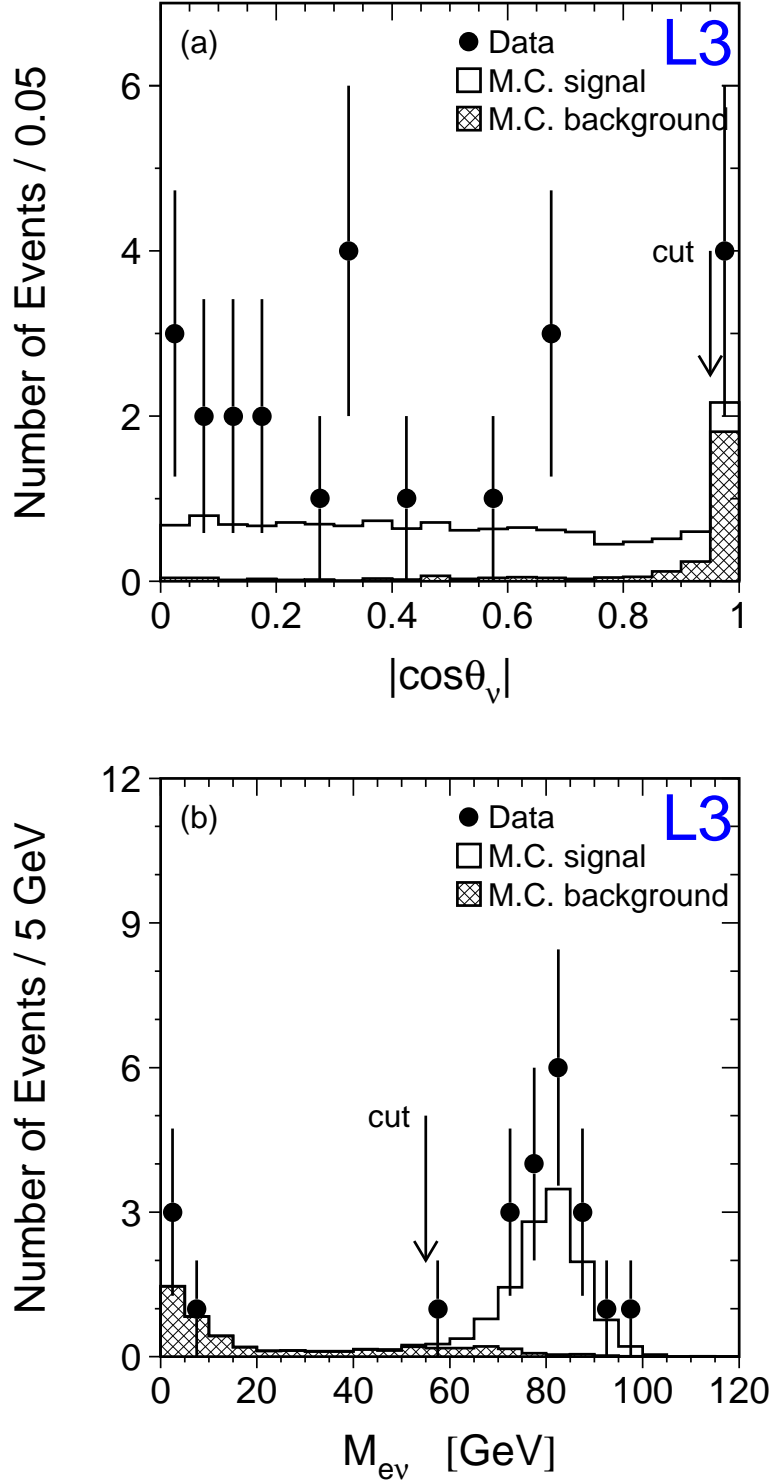 (a)
L3
Data
M.C. signal
M.C. background
cut
Number of Events / 0.05
6
4
2
0
0 0.2 0.4 0.6 0.8 1
|cosθν|
(b)
L3
Data
M.C. signal
M.C. background
cut
Number of Events / 5 GeV
12
9
6
3
0
0 20 40 60 80 100 120
Meν [GeV]